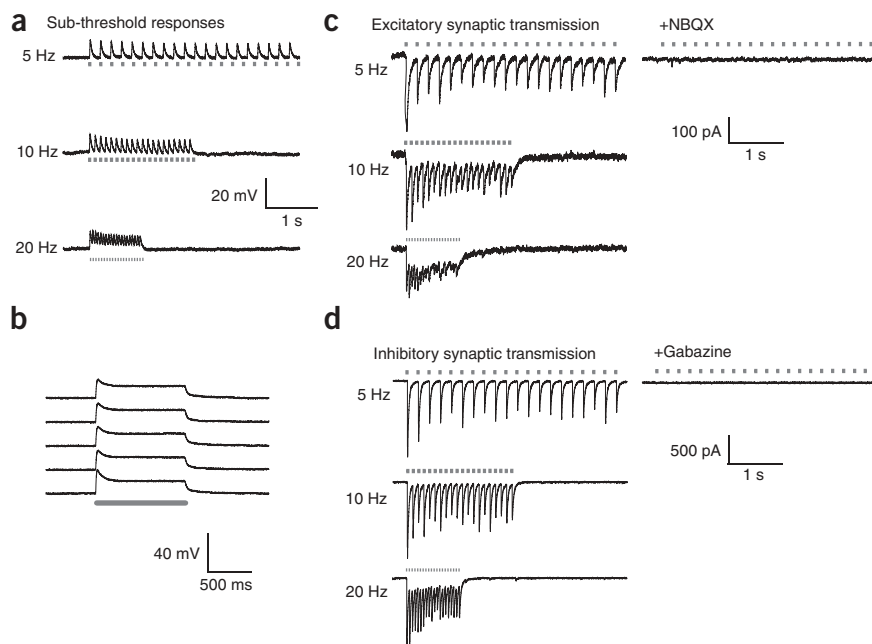 a Sub-threshold responses
5 Hz
10 Hz
20 mV
1 s
20 Hz
b
40 mV
500 ms
c Excitatory synaptic transmission
+NBQX
5 Hz
100 pA
1 s
10 Hz
20 Hz
d
Inhibitory synaptic transmission
+Gabazine
5 Hz
500 pA
1 s
10 Hz
20 Hz